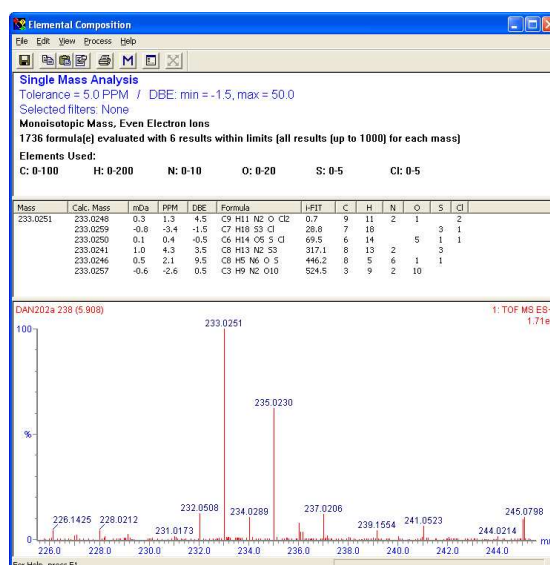 Elemental Composition
File Edit View Process Help
M
Single Mass Analysis
Tolerance = 5.0 PPM / DBE: min = -1.5, max = 50.0
Selected filters: None
Monoisotopic Mass, Even Electron Ions
1736 formula(e) evaluated with 6 results within limits (all results (up to 1000) for each mass)
Elements Used:
C: 0-100 H: 0-200 N: 0-10 O: 0-20 S: 0-5 Cl: 0-5
Mass Calc. Mass mDa PPM DBE Formula i-FIT C H N O S Cl
233.0251 233.0248 0.3 1.3 4.5 C9 H11 N2 O Cl2 0.7 9 11 2 1 2
233.0259 -0.8 -3.4 -1.5 C7 H18 S3 Cl 28.8 7 18 3 1
233.0250 0.1 0.4 -0.5 C6 H14 O5 S Cl 69.5 6 14 5 1 1
233.0241 1.0 4.3 3.5 C8 H13 N2 S3 317.1 8 13 2 3
233.0246 0.5 2.1 9.5 C8 H5 N6 O S 446.2 8 5 6 1 1
233.0257 -0.6 -2.6 0.5 C3 H9 N2 O10 524.5 3 9 2 10
DAN202a 238 (5.908) 1: TOF MS ES+
1.71e
100
233.0251
235.0230
%
226.1425
228.0212
231.0173
232.0508
234.0289
237.0206
239.1554
241.0523
244.0214
245.0798
0
226.0 228.0 230.0 232.0 234.0 236.0 238.0 240.0 242.0 244.0
For Help, press F1